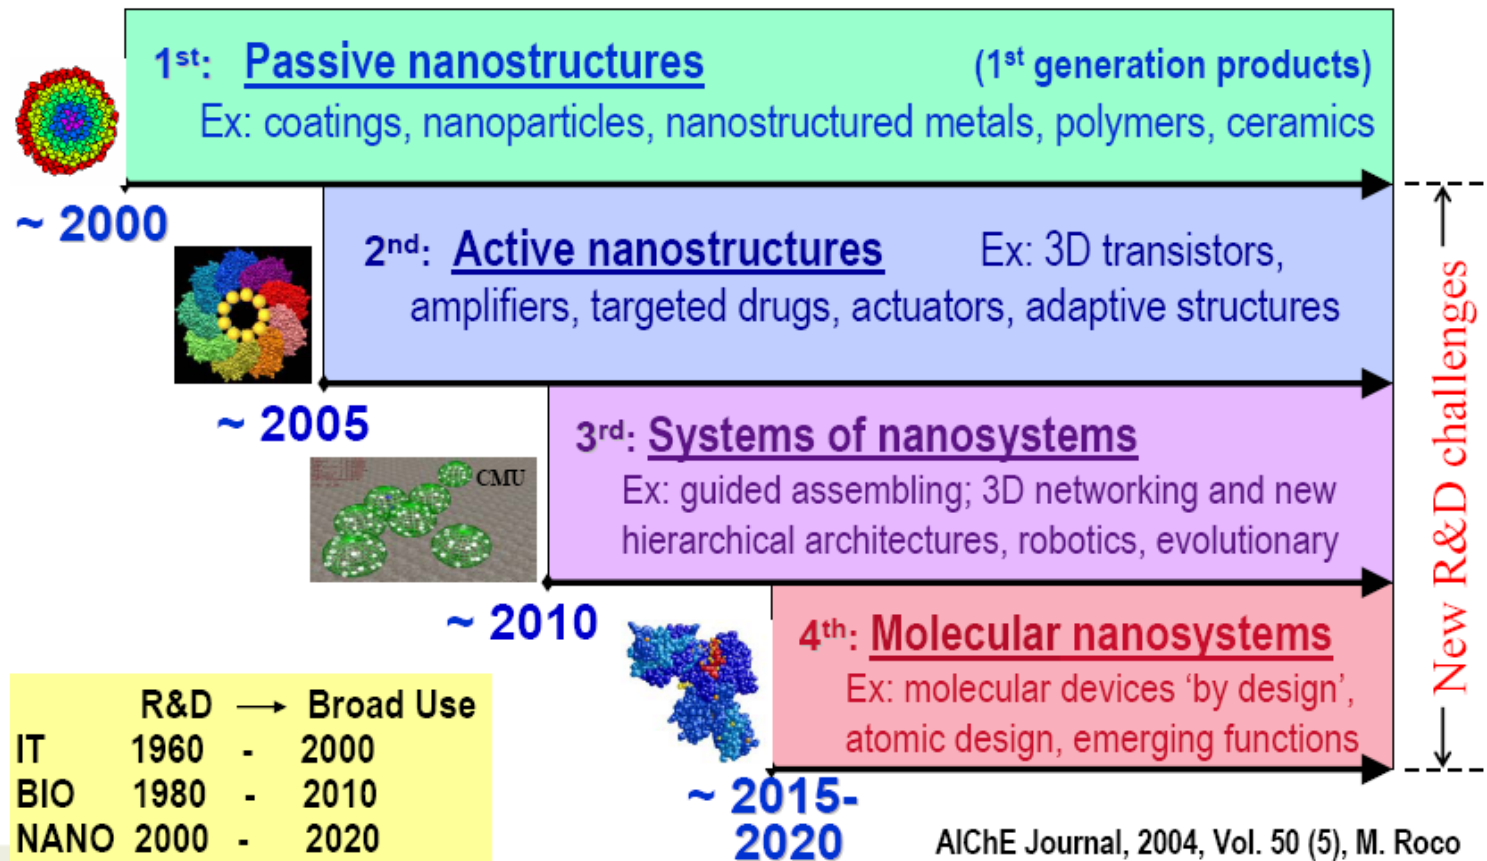 1st: Passive nanostructures (1st generation products)
Ex: coatings, nanoparticles, nanostructured metals, polymers, ceramics
~ 2000
2nd: Active nanostructures Ex: 3D transistors,
amplifiers, targeted drugs, actuators, adaptive structures
~ 2005
3rd: Systems of nanosystems
Ex: guided assembling; 3D networking and new
hierarchical architectures, robotics, evolutionary
CMU
~ 2010
4th: Molecular nanosystems
Ex: molecular devices ‘by design’,
atomic design, emerging functions
~ 2015-
2020
New R&D challenges
R&D → Broad Use
IT 1960 - 2000
BIO 1980 - 2010
NANO 2000 - 2020
AIChE Journal, 2004, Vol. 50 (5), M. Roco